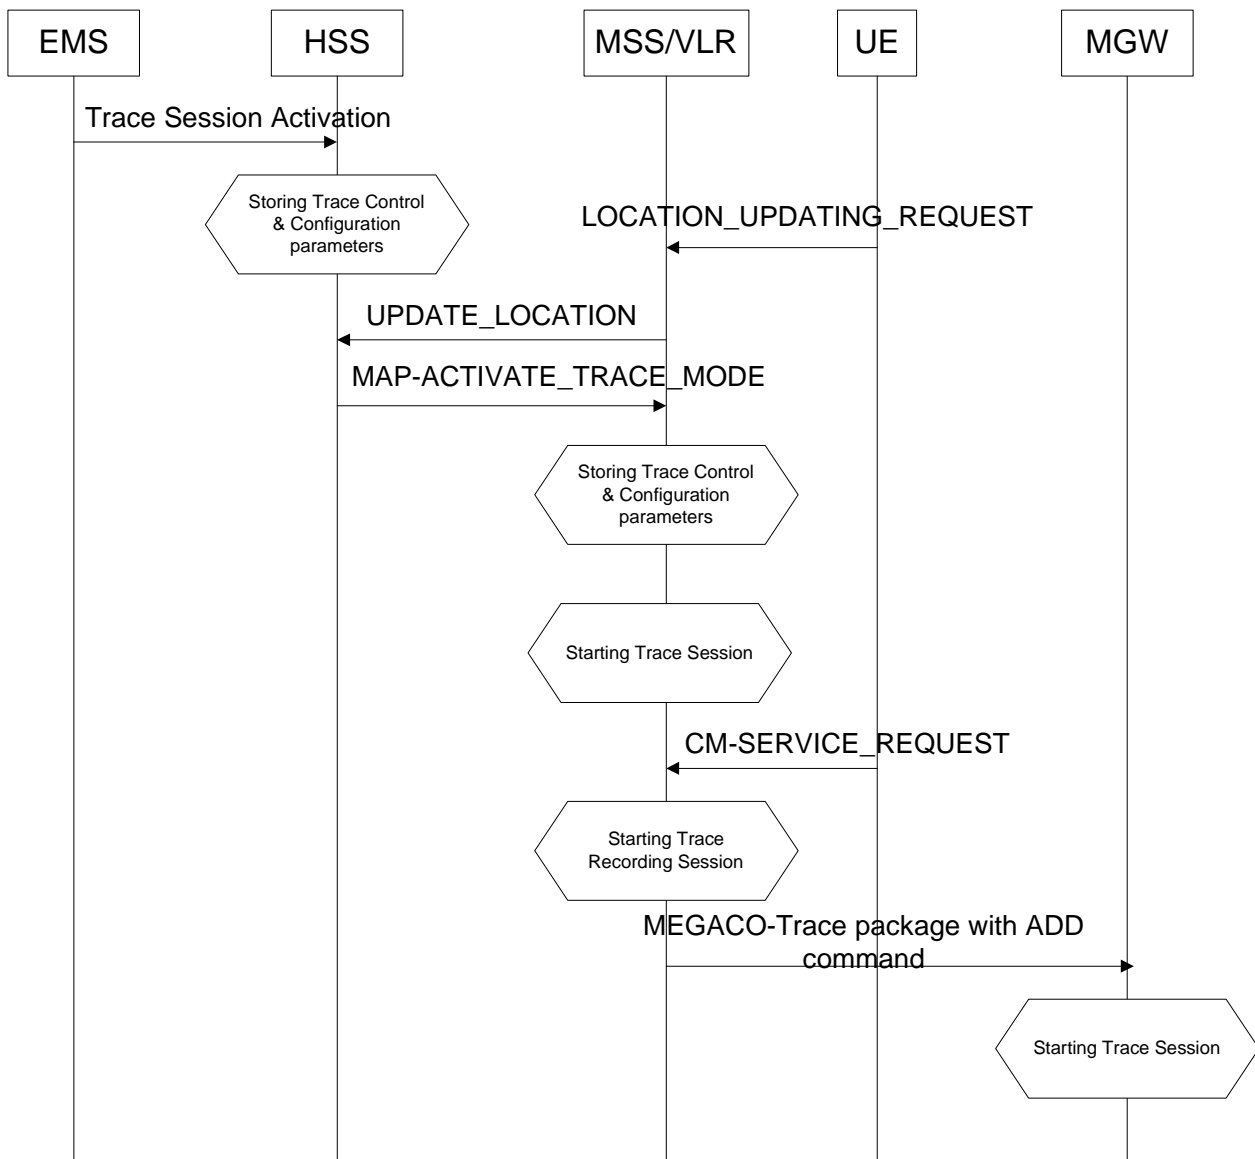 EMS
HSS
MSS/VLR
UE
MGW
Trace Session Activation
Storing Trace Control
& Configuration
parameters
LOCATION_UPDATING_REQUEST
UPDATE_LOCATION
MAP-ACTIVATE_TRACE_MODE
Storing Trace Control
& Configuration
parameters
Starting Trace Session
CM-SERVICE_REQUEST
Starting Trace
Recording Session
MEGACO-Trace package with ADD
command
Starting Trace Session